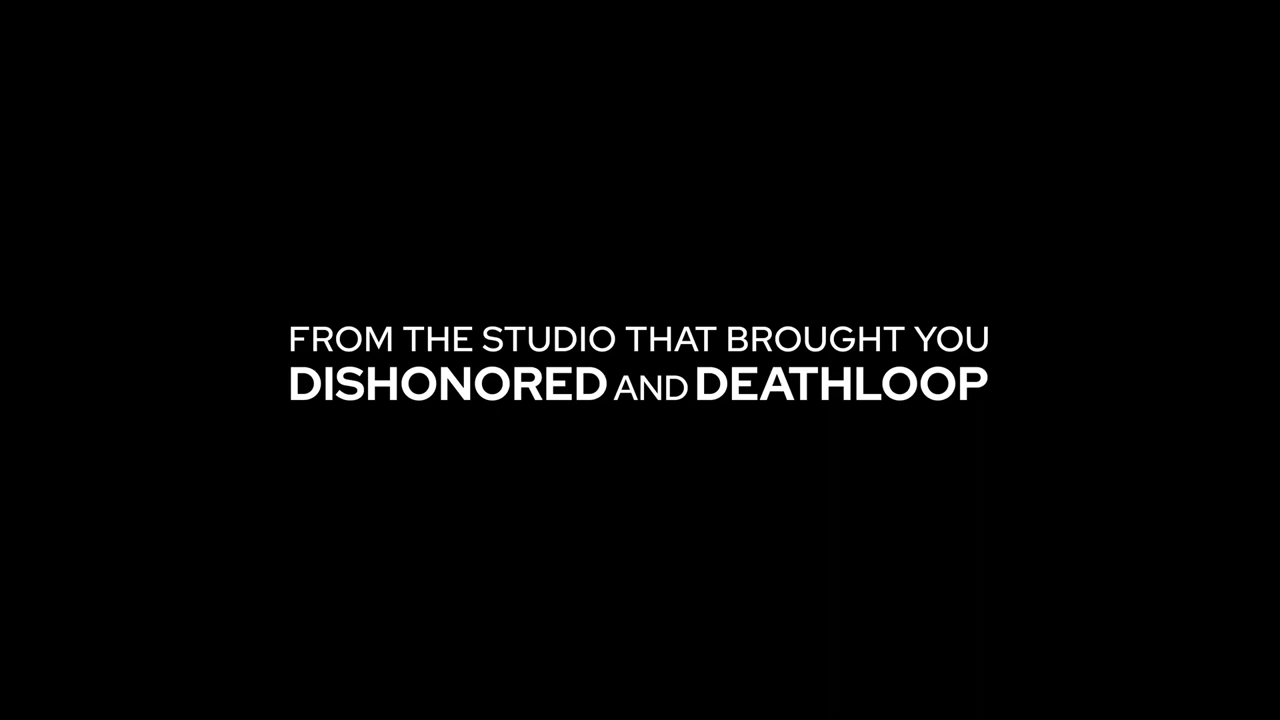 FROM THE STUDIO THAT BROUGHT YOU
DISHONORED AND DEATHLOOP